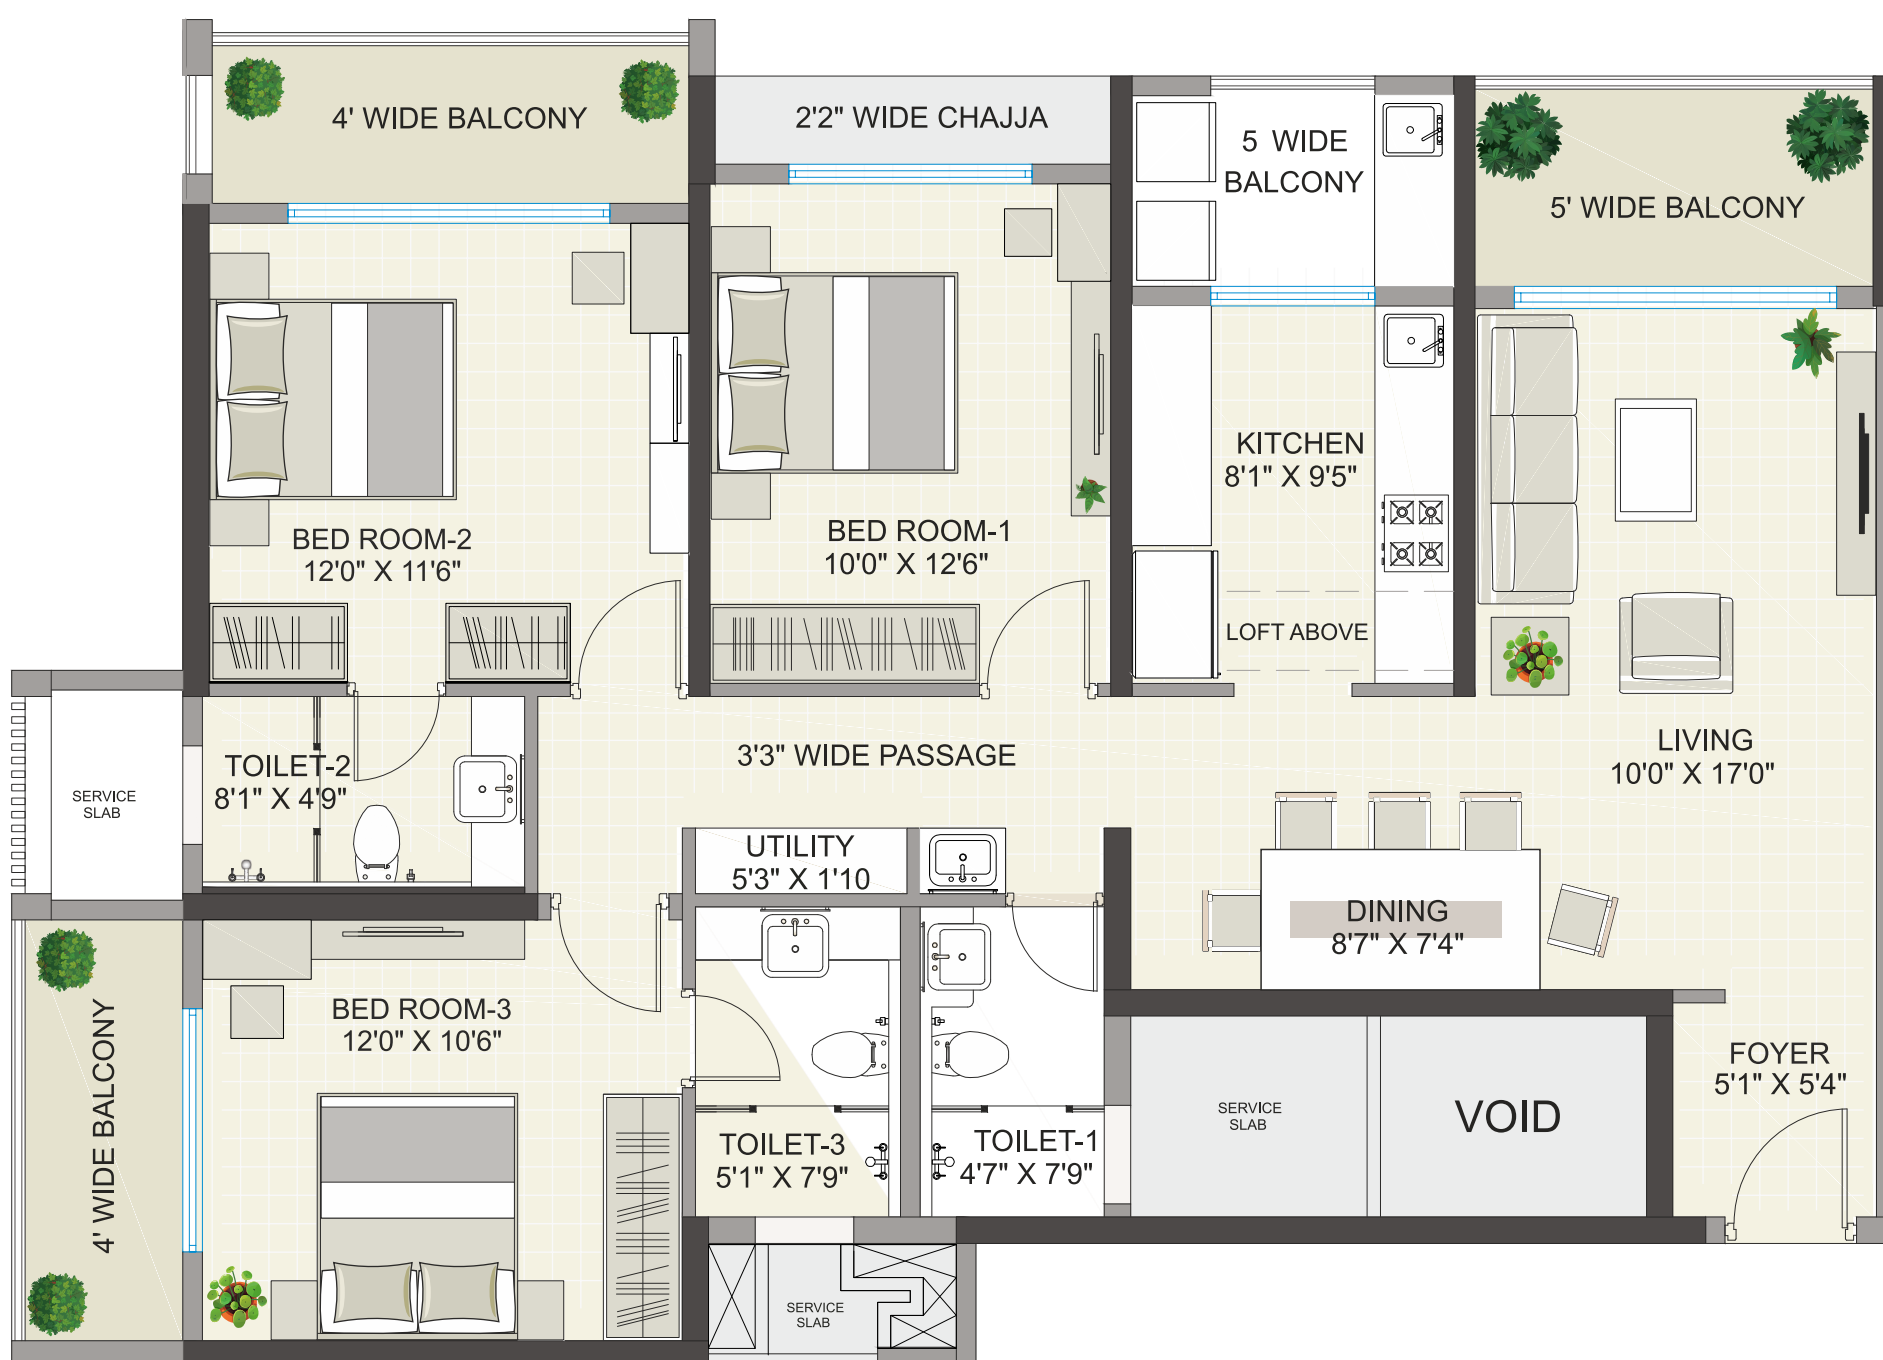 4' WIDE BALCONY
2'2" WIDE CHAJJA
5 WIDE
BALCONY
5' WIDE BALCONY
KITCHEN
8'1" X 9'5"
BED ROOM-2
12'0" X 11'6"
BED ROOM-1
10'0" X 12'6"
LOFT ABOVE
LIVING
10'0" X 17'0"
3'3" WIDE PASSAGE
TOILET-2
8'1" X 4'9"
SERVICE
SLAB
UTILITY
5'3" X 1'10
DINING
8'7" X 7'4"
BED ROOM-3
12'0" X 10'6"
4' WIDE BALCONY
FOYER
5'1" X 5'4"
SERVICE
SLAB
VOID
TOILET-3
5'1" X 7'9"
TOILET-1
4'7" X 7'9"
SERVICE
SLAB